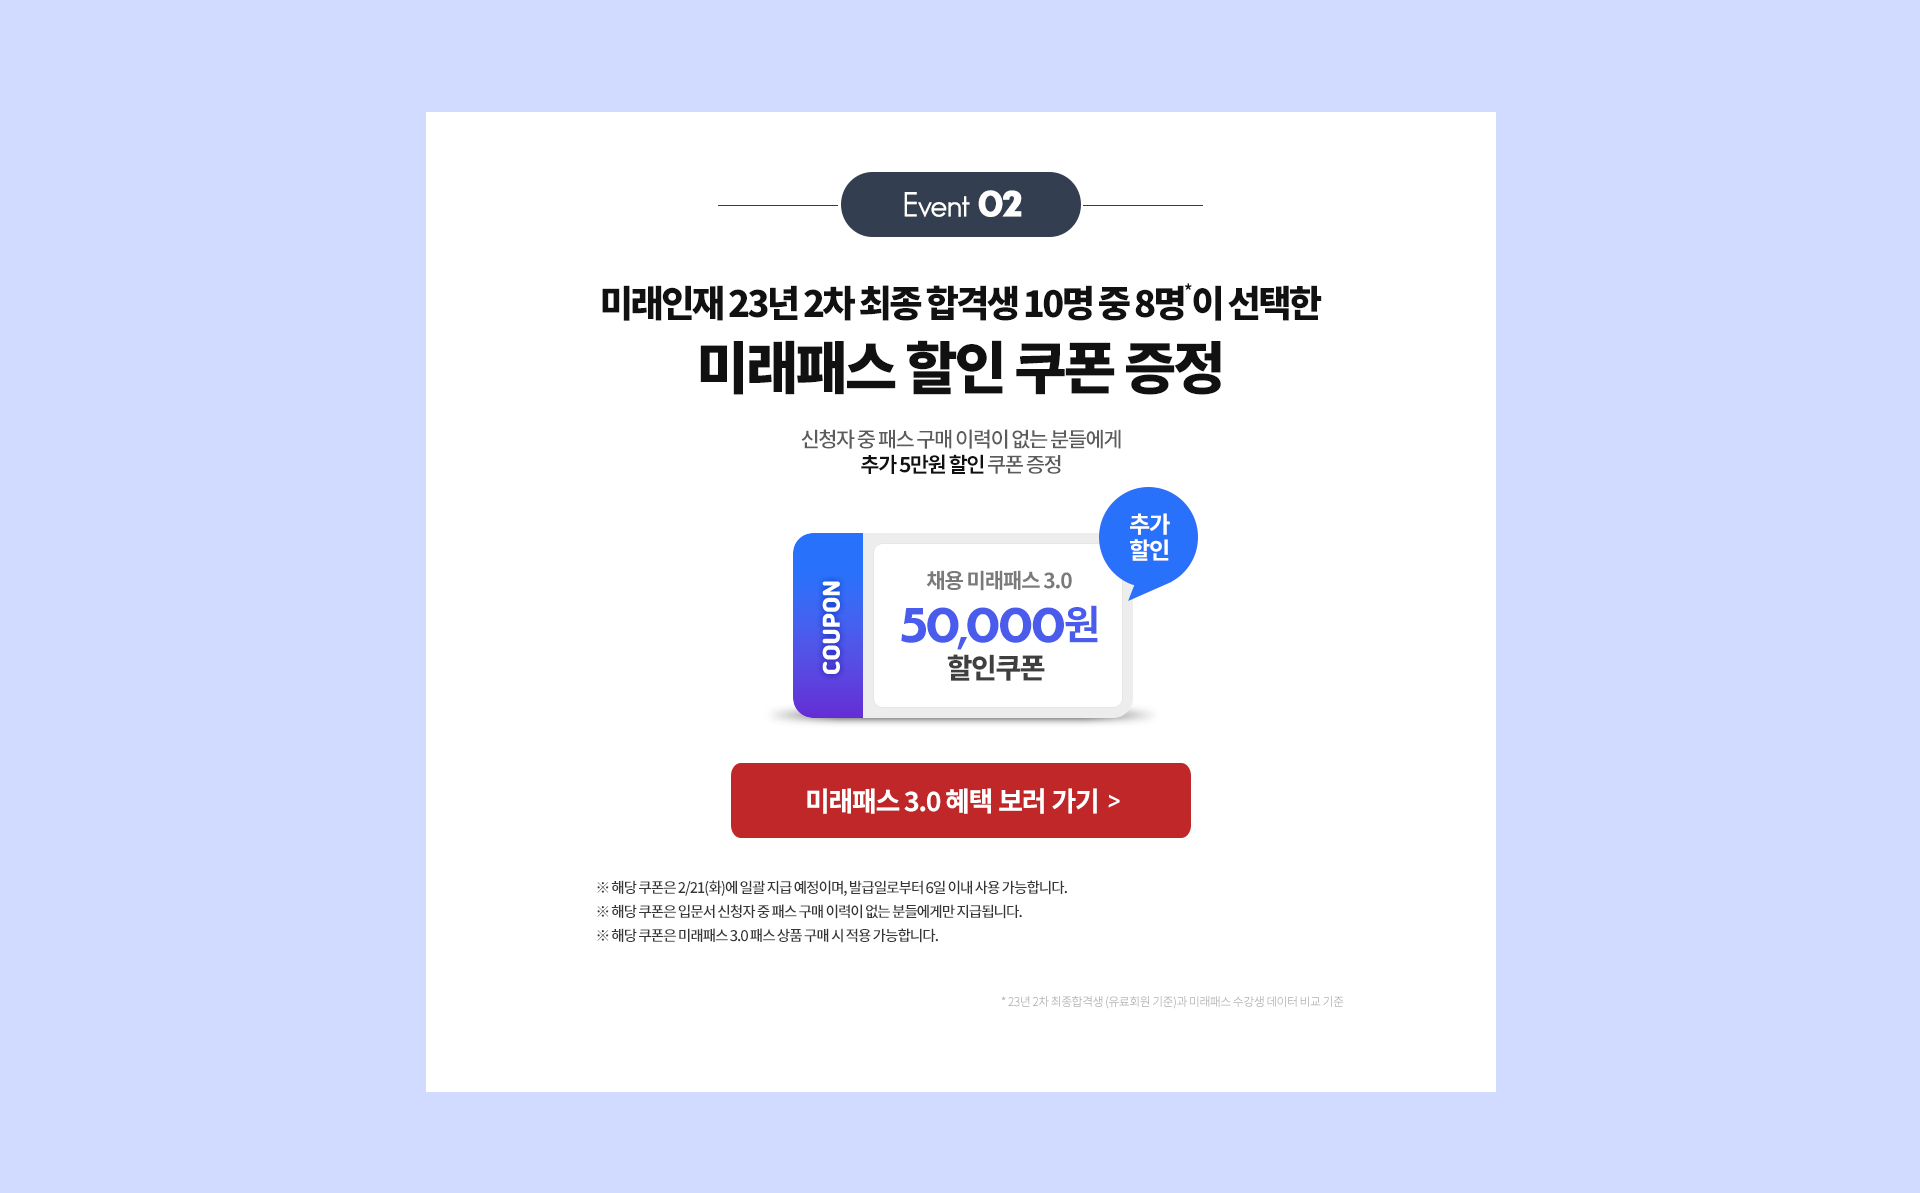 Event 02
미래인재 23년 2차 최종 합격생 10명 중 8명*이 선택한
미래패스 할인 쿠폰 증정
신청자 중 패스 구매 이력이 없는 분들에게
추가 5만원 할인 쿠폰 증정
추가
할인
COUPON
채용 미래패스 3.0
50,000원
할인쿠폰
미래패스 3.0 혜택 보러 가기 >
※ 해당 쿠폰은 2/21(화)에 일괄 지급 예정이며, 발급일로부터 6일 이내 사용 가능합니다.
※ 해당 쿠폰은 입문서 신청자 중 패스 구매 이력이 없는 분들에게만 지급됩니다.
※ 해당 쿠폰은 미래패스 3.0 패스 상품 구매 시 적용 가능합니다.
* 23년 2차 최종합격생 (유료회원 기준)과 미래패스 수강생 데이터 비교 기준